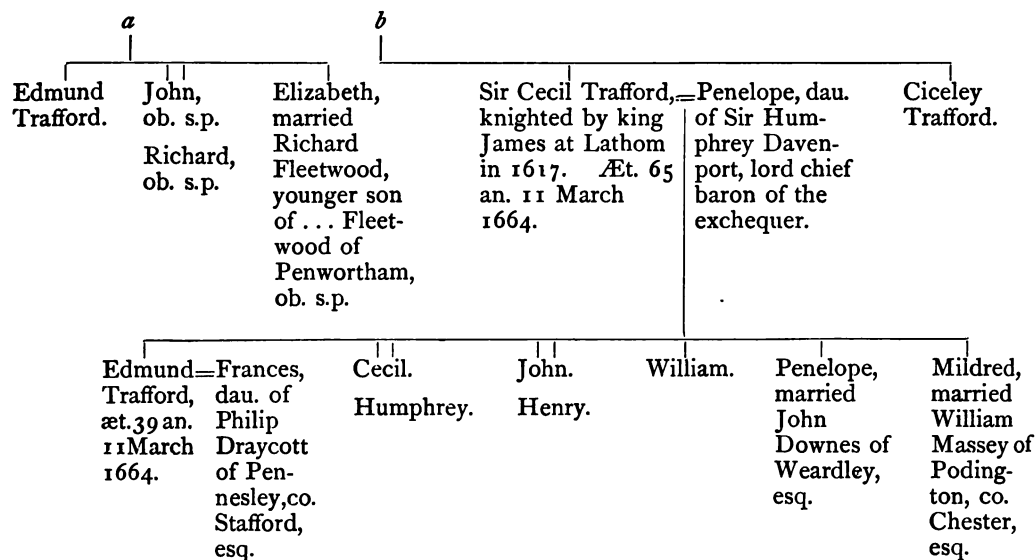 a
b
Edmund
Trafford.
John,
ob. s.p.
Richard,
ob. s.p.
Elizabeth,
married
Richard
Fleetwood,
younger son
of ... Fleet-
wood of
Penwortham,
ob. s.p.
Sir Cecil Trafford,=
knighted by king
James at Lathom
in 1617. Æt. 65
an. 11 March
1664.
Penelope, dau.
of Sir Hum-
phrey Daven-
port, lord chief
baron of the
exchequer.
Ciceley
Trafford.
Edmund=
Trafford,
æt. 39 an.
11 March
1664.
Frances,
dau. of
Philip
Draycott
of Pen-
nesley, co.
Stafford,
esq.
Cecil.
Humphrey.
John.
Henry.
William.
Penelope,
married
John
Downes of
Weardley,
esq.
Mildred,
married
William
Massey of
Poding-
ton, co.
Chester,
esq.